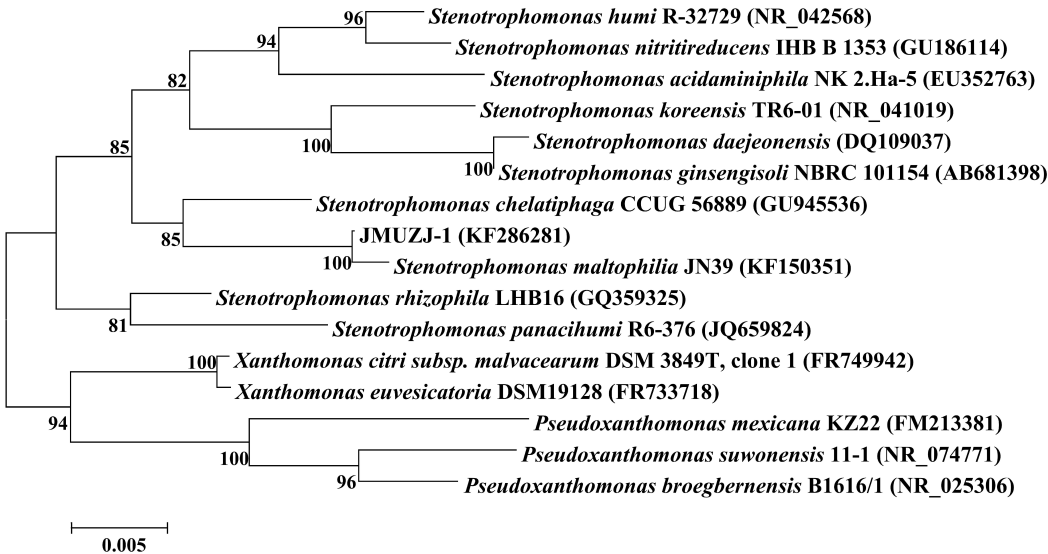 96
Stenotrophomonas humi R-32729 (NR_042568)
94
Stenotrophomonas nitritireducens IHB B 1353 (GU186114)
82
Stenotrophomonas acidaminiphila NK 2.Ha-5 (EU352763)
Stenotrophomonas koreensis TR6-01 (NR_041019)
85
100
Stenotrophomonas daejeonensis (DQ109037)
100
Stenotrophomonas ginsengisoli NBRC 101154 (AB681398)
Stenotrophomonas chelatiphaga CCUG 56889 (GU945536)
85
JMUZJ-1 (KF286281)
100
Stenotrophomonas maltophilia JN39 (KF150351)
Stenotrophomonas rhizophila LHB16 (GQ359325)
81
Stenotrophomonas panacihumi R6-376 (JQ659824)
100
Xanthomonas citri subsp. malvacearum DSM 3849T, clone 1 (FR749942)
Xanthomonas euvesicatoria DSM19128 (FR733718)
94
Pseudoxanthomonas mexicana KZ22 (FM213381)
100
Pseudoxanthomonas suwonensis 11-1 (NR_074771)
96
Pseudoxanthomonas broegbernensis B1616/1 (NR_025306)
0.005